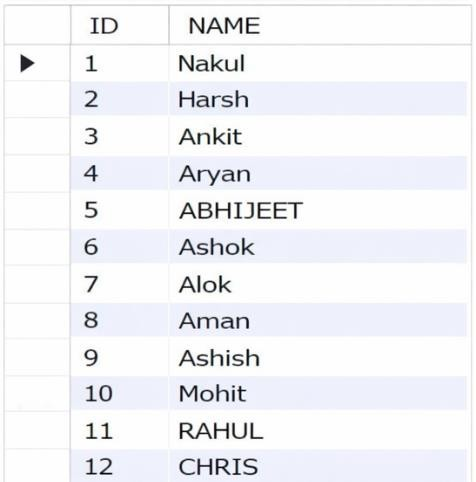 ID NAME
1 Nakul
2 Harsh
3 Ankit
4 Aryan
5 ABHIJEET
6 Ashok
7 Alok
8 Aman
9 Ashish
10 Mohit
11 RAHUL
12 CHRIS